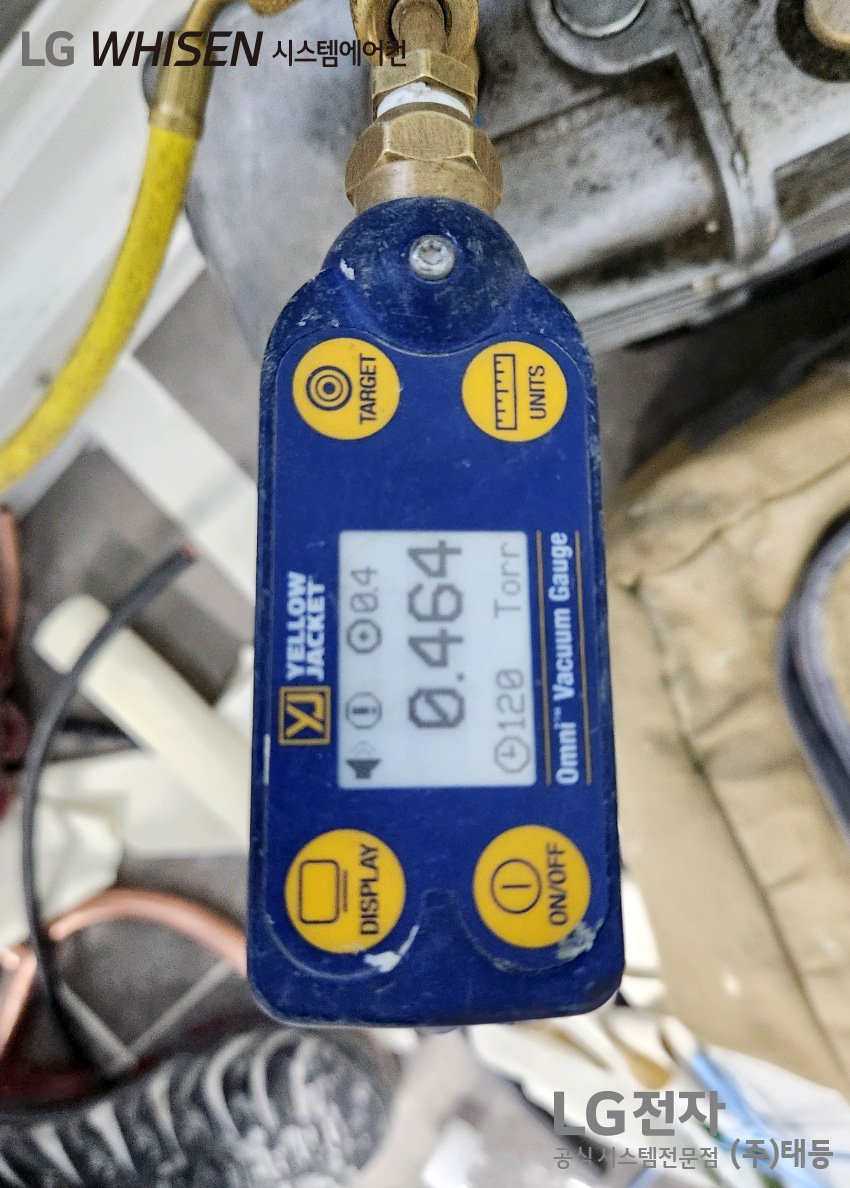 LG WHISEN 시스템에어컨
TARGET
UNITS
YJ YELLOW JACKET
0.4
0.464
120 Torr
Omni™ Vacuum Gauge
DISPLAY
ON/OFF
LG전자
공식 시스템전문점 (주)태등